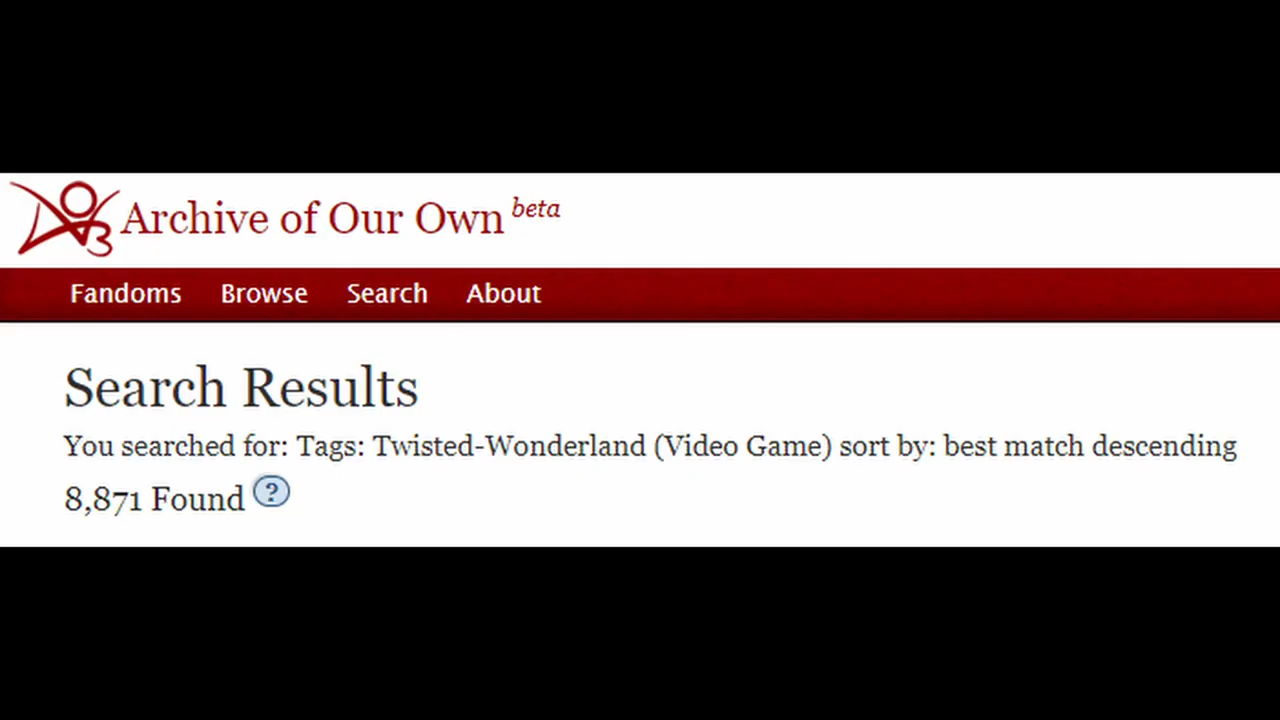 Archive of Our Own beta
Fandoms Browse Search About
Search Results
You searched for: Tags: Twisted-Wonderland (Video Game) sort by: best match descending
8,871 Found ?